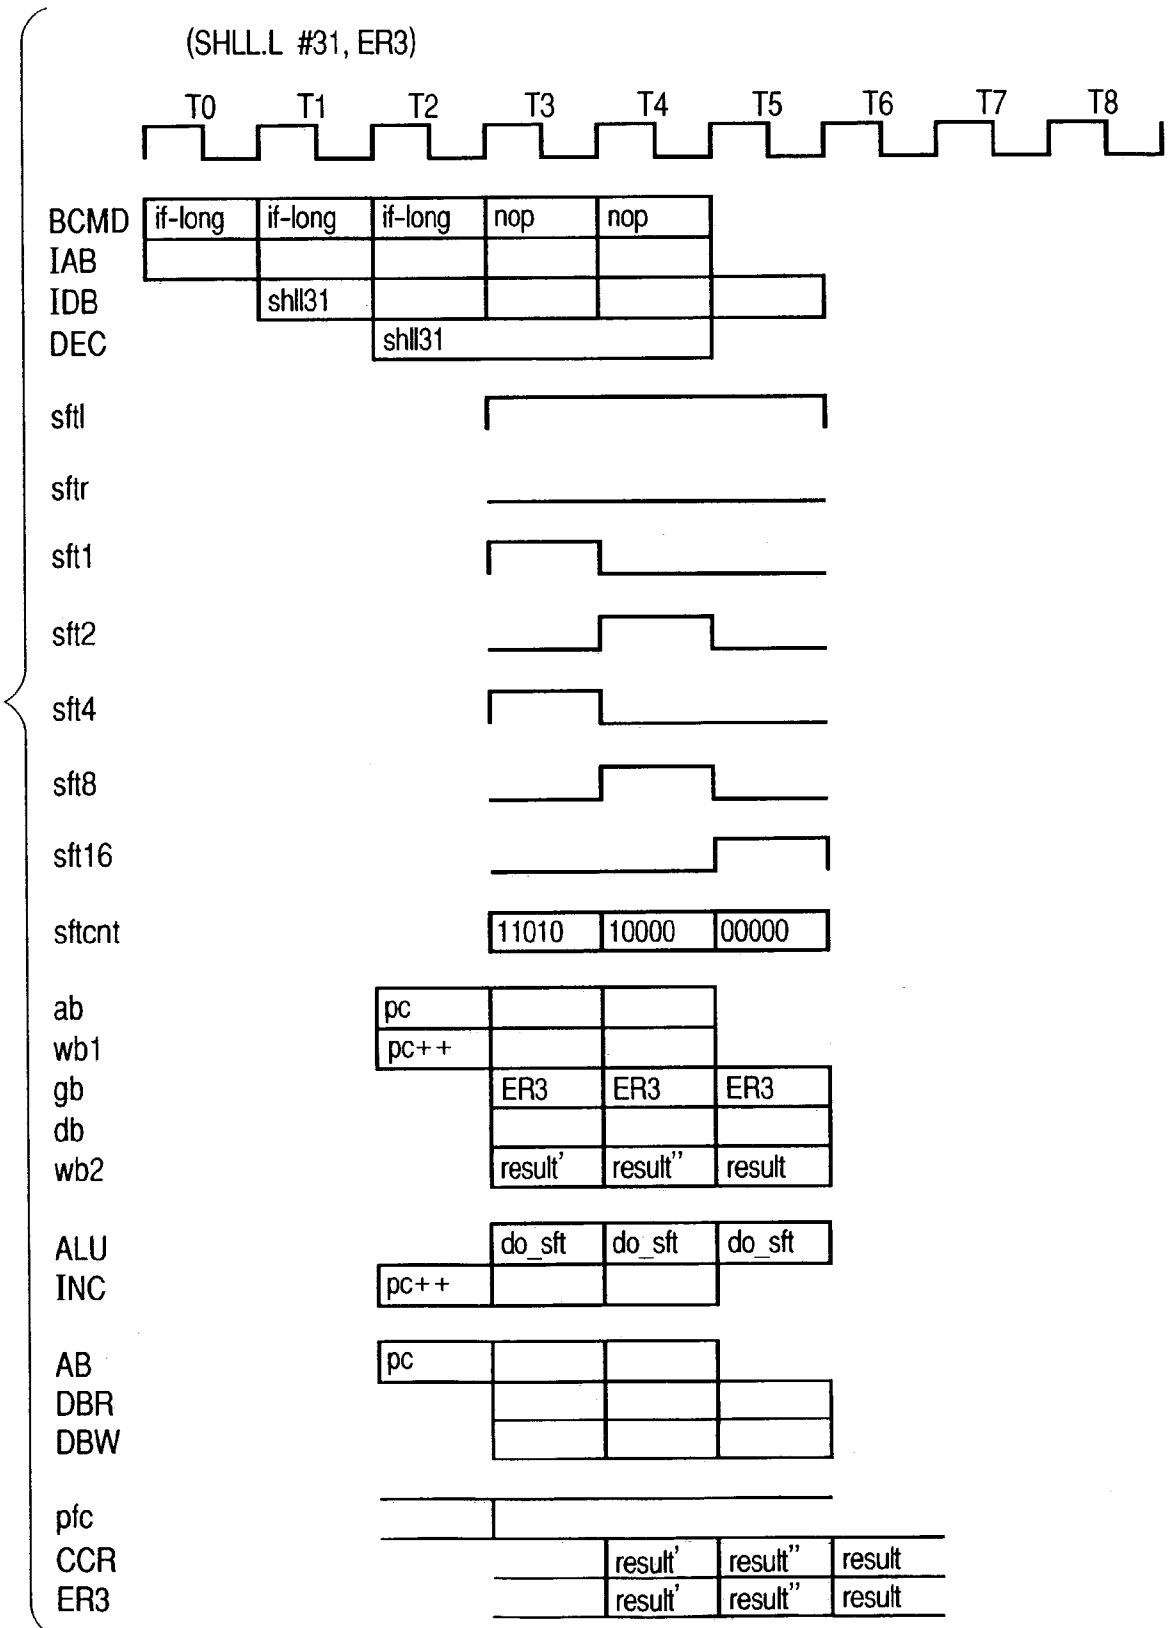 (SHLL.L #31, ER3)
T0 T1 T2 T3 T4 T5 T6 T7 T8
BCMD if-long if-long if-long nop nop
IAB
IDB shll31
DEC shll31
sftl
sftr
sft1
sft2
sft4
sft8
sft16
sftcnt 11010 10000 00000
ab pc
wb1 pc++
gb ER3 ER3 ER3
db
wb2 result' result'' result
ALU do_sft do_sft do_sft
INC pc++
AB pc
DBR
DBW
pfc
CCR result' result'' result
ER3 result' result'' result